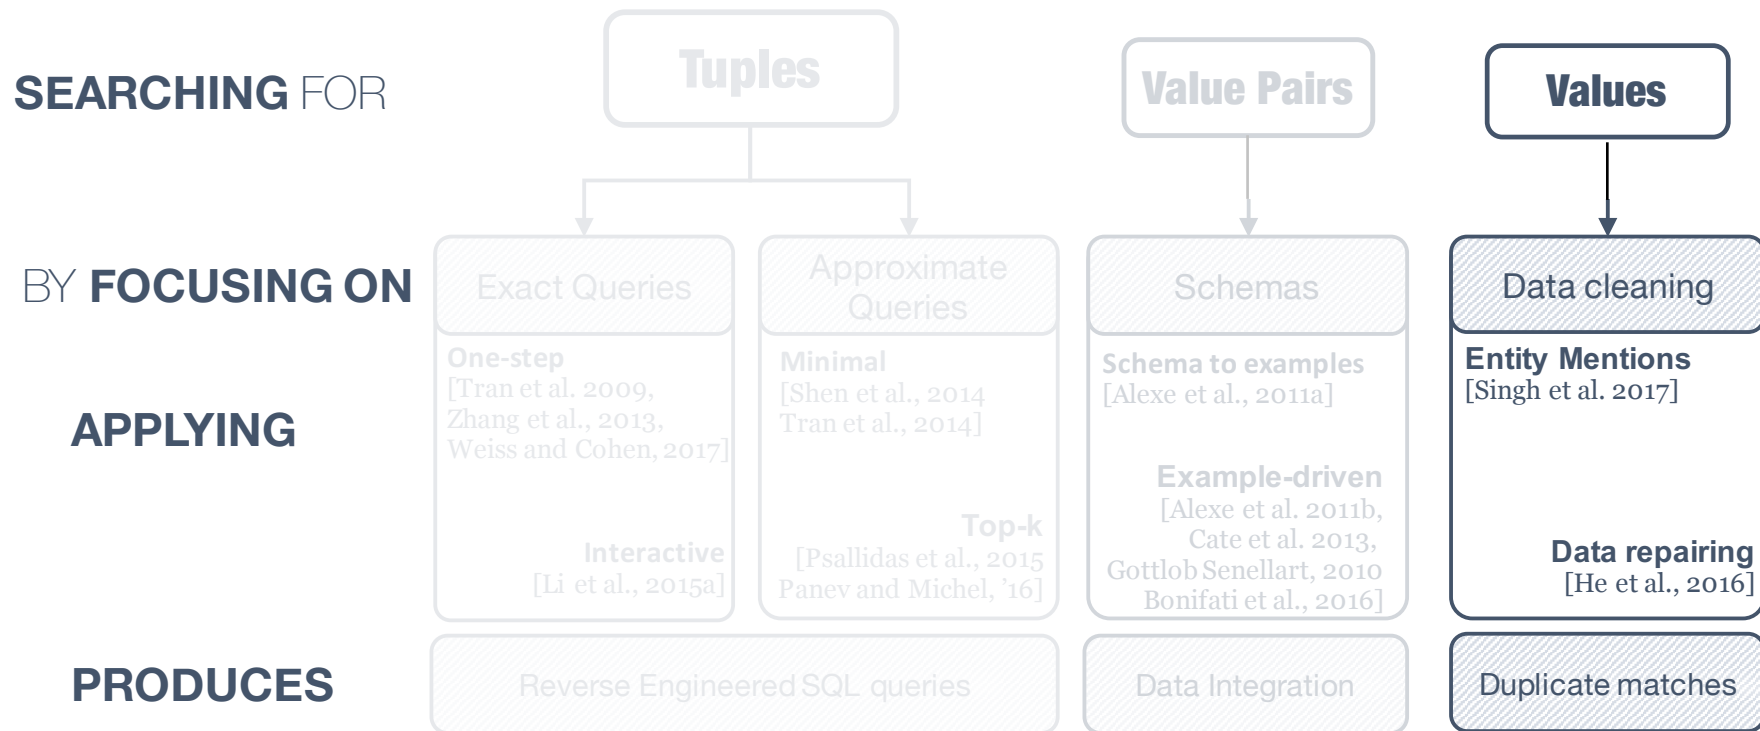 SEARCHING FOR
Tuples
Value Pairs
Values
BY FOCUSING ON
Exact Queries
Approximate
Queries
Schemas
Data cleaning
APPLYING
One-step
[Tran et al. 2009,
Zhang et al., 2013,
Weiss and Cohen, 2017]
Interactive
[Li et al., 2015a]
Minimal
[Shen et al., 2014
Tran et al., 2014]
Top-k
[Psallidas et al., 2015
Panev and Michel, '16]
Schema to examples
[Alexe et al., 2011a]
Example-driven
[Alexe et al. 2011b,
Cate et al. 2013,
Gottlob Senellart, 2010
Bonifati et al., 2016]
Entity Mentions
[Singh et al. 2017]
Data repairing
[He et al., 2016]
PRODUCES
Reverse Engineered SQL queries
Data Integration
Duplicate matches